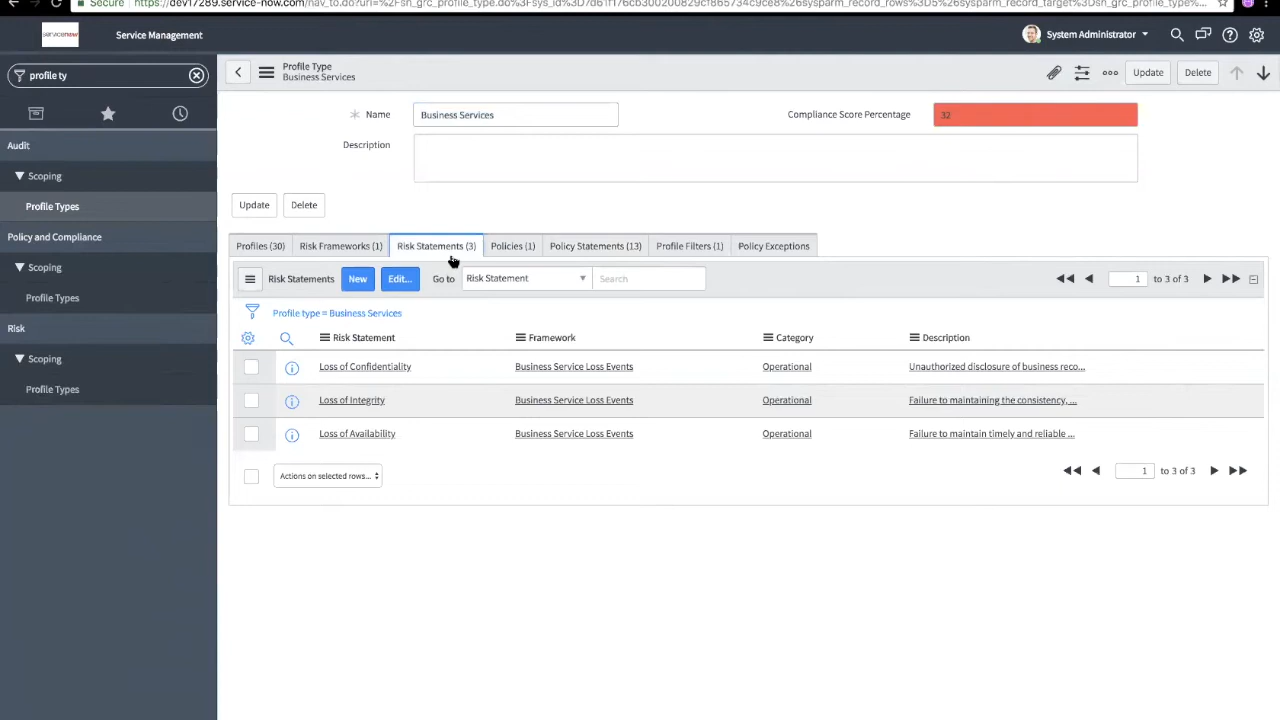 Secure https://dev17289.service-now.com/nav_to.do?uri=%2Fsn_grc_profile_type.do%3Fsys_id%3D7d61f176cb300200829cf865734c9ce8%26sysparm_record_rows%3D5%26sysparm_record_target%3Dsn_grc_profile_type%...
servicenow Service Management System Administrator
profile ty
Profile Type
Business Services
Update Delete
Name Business Services Compliance Score Percentage 32
Description
Update Delete
Audit
Scoping
Profile Types
Policy and Compliance
Scoping
Profile Types
Risk
Scoping
Profile Types
Profiles (30) Risk Frameworks (1) Risk Statements (3) Policies (1) Policy Statements (13) Profile Filters (1) Policy Exceptions
Risk Statements New Edit... Go to Risk Statement Search 1 to 3 of 3
Profile type = Business Services
Risk Statement Framework Category Description
Loss of Confidentiality Business Service Loss Events Operational Unauthorized disclosure of business reco...
Loss of Integrity Business Service Loss Events Operational Failure to maintaining the consistency, ...
Loss of Availability Business Service Loss Events Operational Failure to maintain timely and reliable ...
Actions on selected rows... 1 to 3 of 3